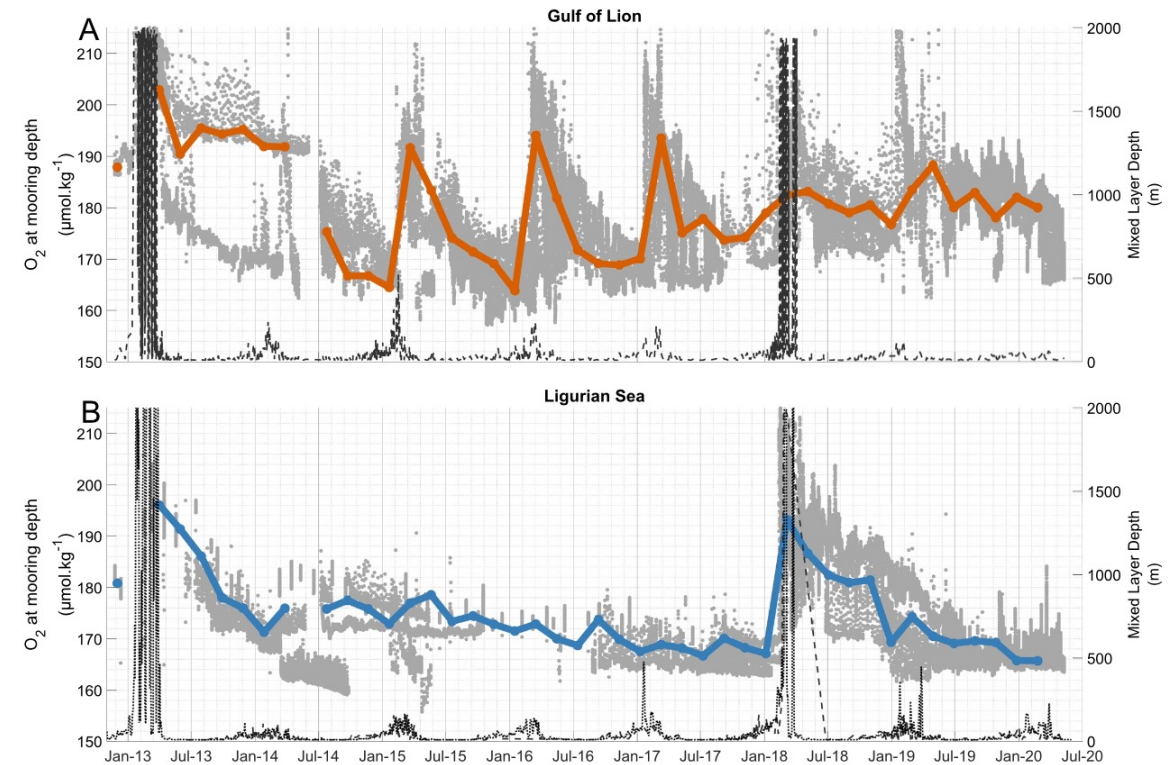 A
Gulf of Lion
210
200
190
180
170
160
150
O2 at mooring depth
(µmol.kg-1)
2000
1500
1000
500
0
Mixed Layer Depth
(m)
B
Ligurian Sea
210
200
190
180
170
160
150
O2 at mooring depth
(µmol.kg-1)
2000
1500
1000
500
0
Mixed Layer Depth
(m)
Jan-13 Jul-13 Jan-14 Jul-14 Jan-15 Jul-15 Jan-16 Jul-16 Jan-17 Jul-17 Jan-18 Jul-18 Jan-19 Jul-19 Jan-20 Jul-20